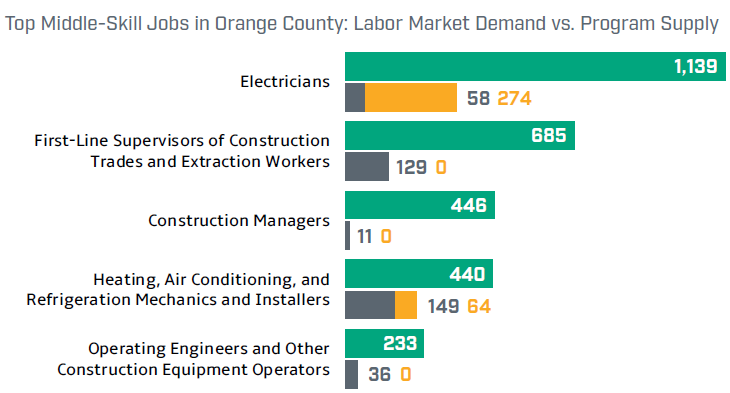 Top Middle-Skill Jobs in Orange County: Labor Market Demand vs. Program Supply
Electricians
1,139
58 274
First-Line Supervisors of Construction
Trades and Extraction Workers
685
129 0
Construction Managers
446
11 0
Heating, Air Conditioning, and
Refrigeration Mechanics and Installers
440
149 64
Operating Engineers and Other
Construction Equipment Operators
233
36 0